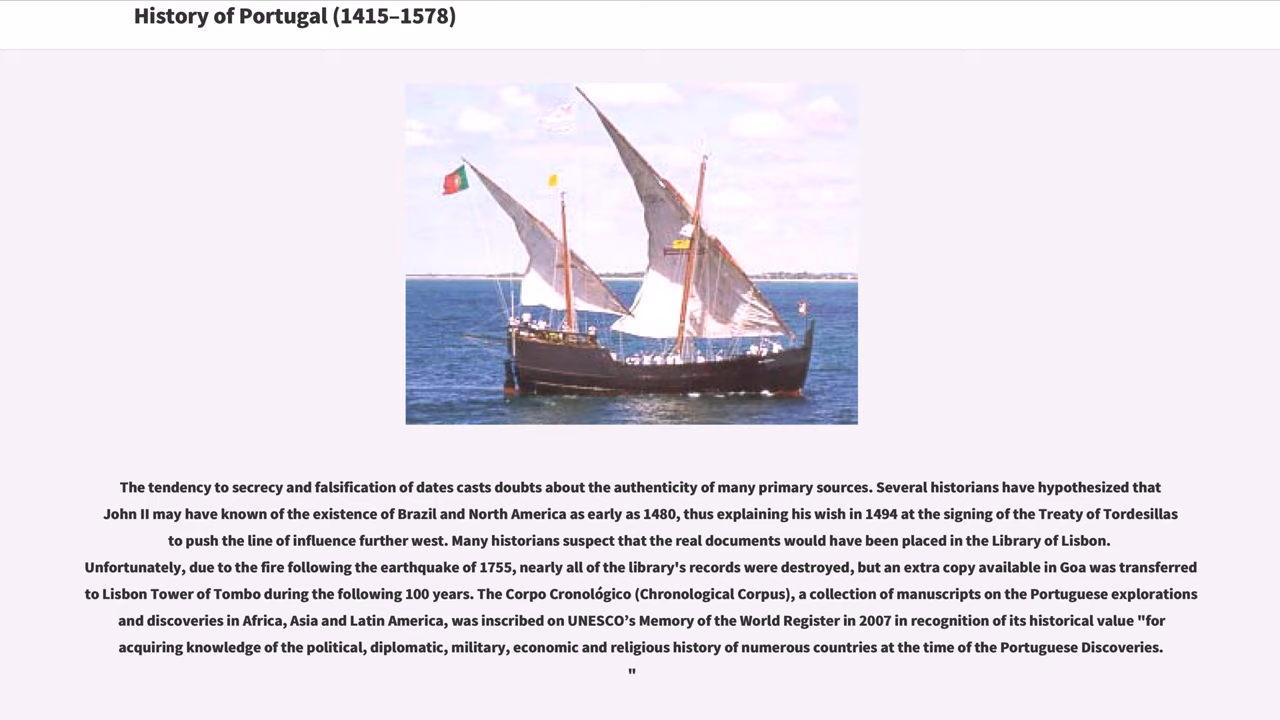 History of Portugal (1415–1578)
The tendency to secrecy and falsification of dates casts doubts about the authenticity of many primary sources. Several historians have hypothesized that
John II may have known of the existence of Brazil and North America as early as 1480, thus explaining his wish in 1494 at the signing of the Treaty of Tordesillas
to push the line of influence further west. Many historians suspect that the real documents would have been placed in the Library of Lisbon.
Unfortunately, due to the fire following the earthquake of 1755, nearly all of the library's records were destroyed, but an extra copy available in Goa was transferred
to Lisbon Tower of Tombo during the following 100 years. The Corpo Cronológico (Chronological Corpus), a collection of manuscripts on the Portuguese explorations
and discoveries in Africa, Asia and Latin America, was inscribed on UNESCO’s Memory of the World Register in 2007 in recognition of its historical value "for
acquiring knowledge of the political, diplomatic, military, economic and religious history of numerous countries at the time of the Portuguese Discoveries.
"